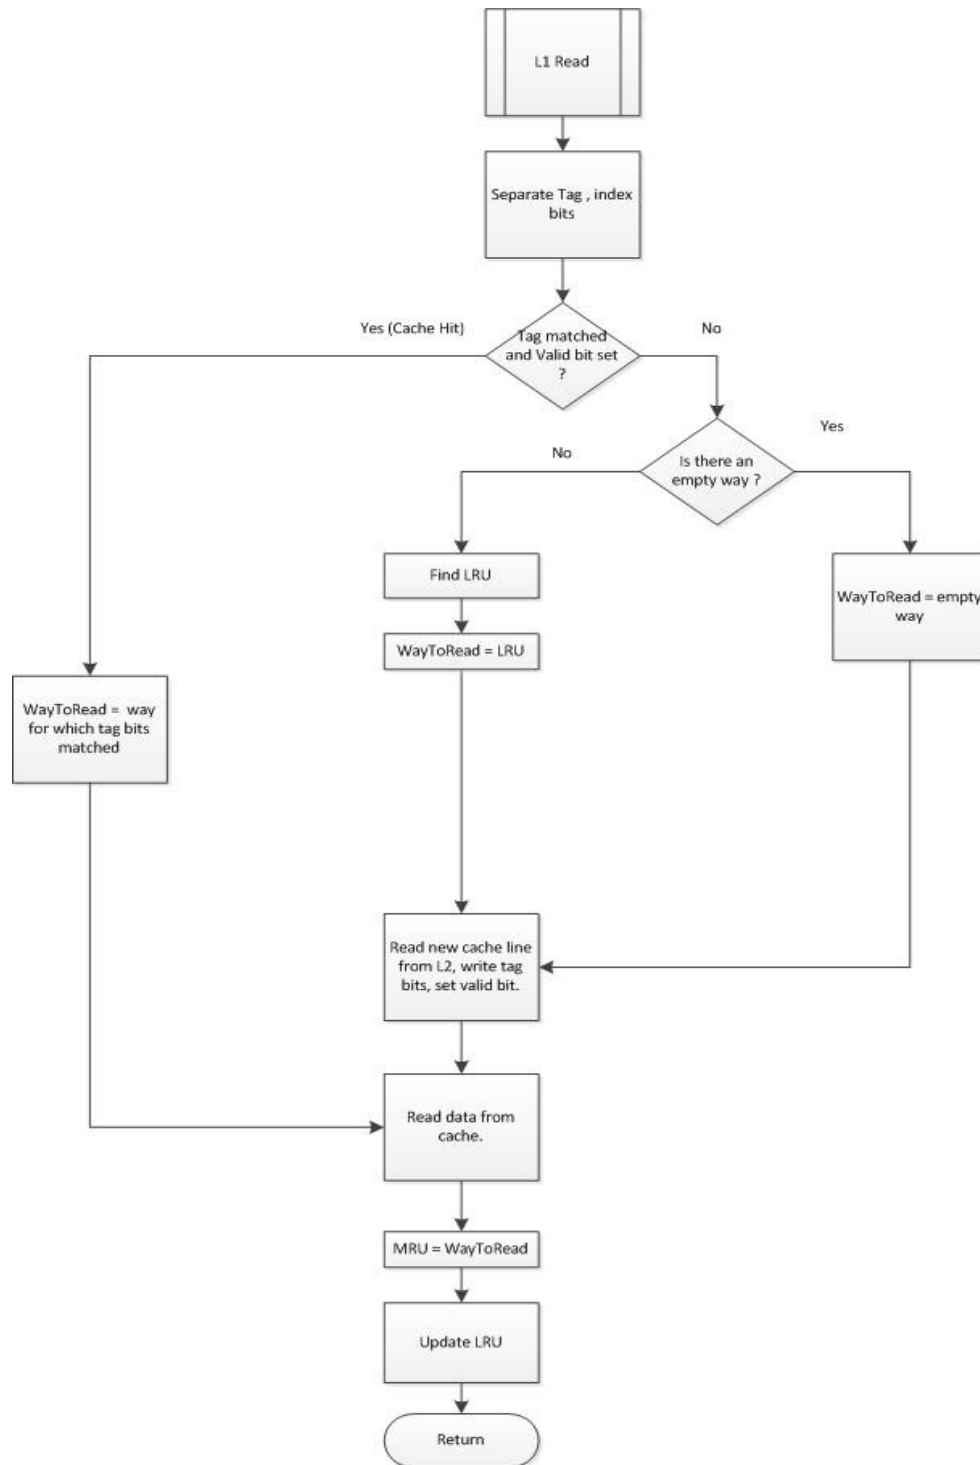 L1 Read
Separate Tag , index
bits
Yes (Cache Hit)
Tag matched
and Valid bit set
?
No
Yes
No
Is there an
empty way ?
Find LRU
WayToRead = empty
way
WayToRead = LRU
WayToRead =  way
for which tag bits
matched
Read new cache line
from L2, write tag
bits, set valid bit.
Read data from
cache.
MRU = WayToRead
Update LRU
Return